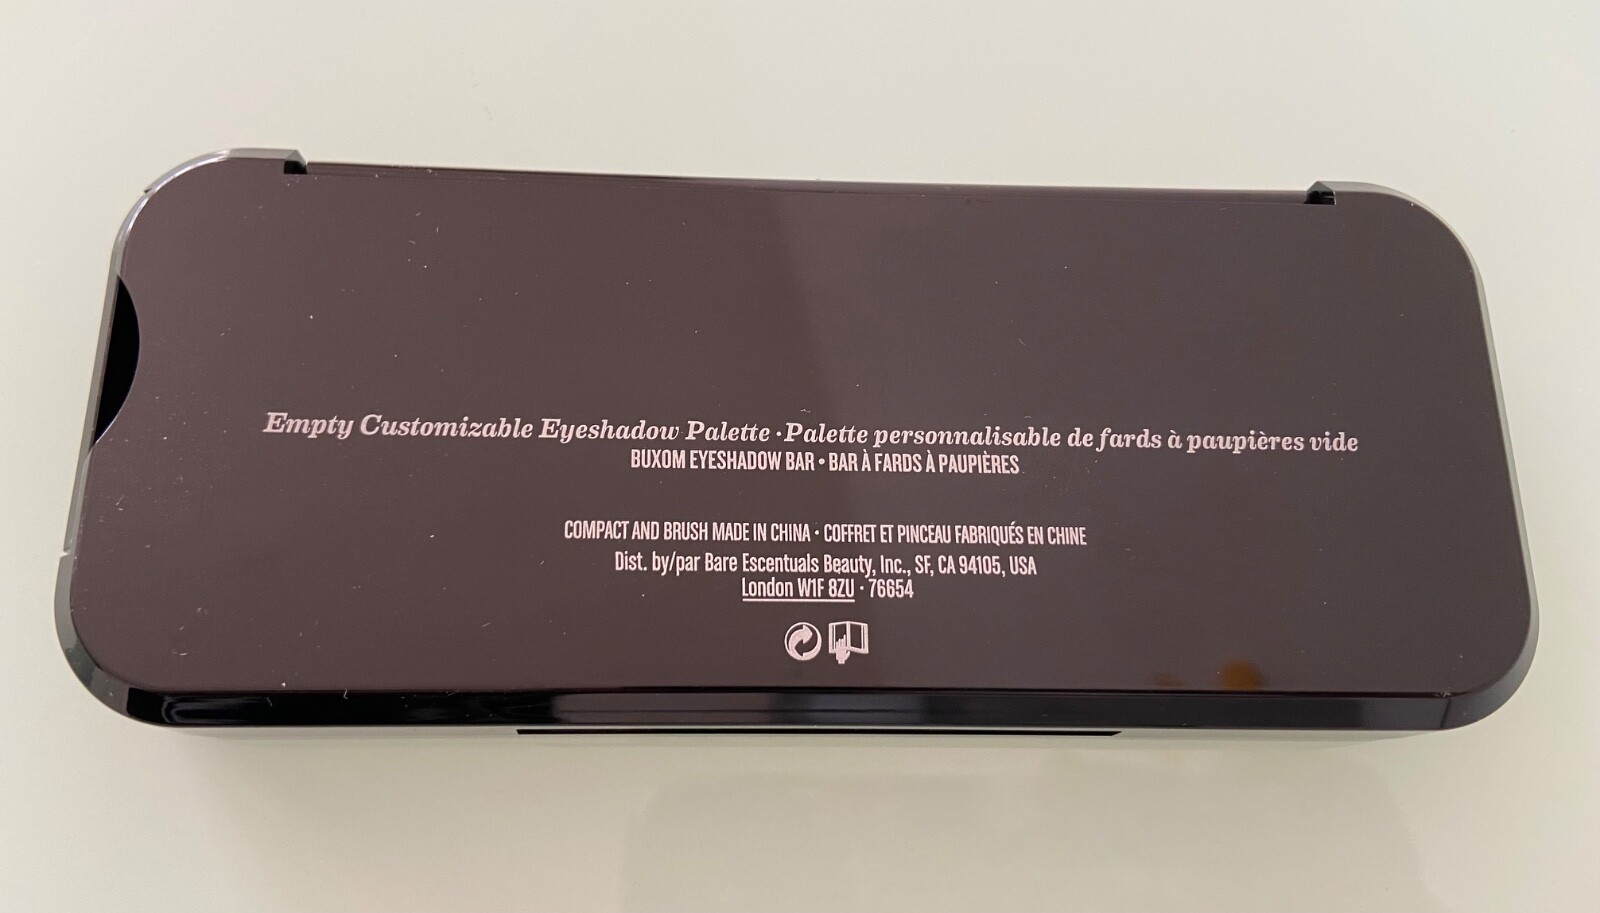 Empty Customizable Eyeshadow Palette · Palette personnalisable de fards à paupières vide
BUXOM EYESHADOW BAR • BAR À FARDS À PAUPIÈRES
COMPACT AND BRUSH MADE IN CHINA · COFFRET ET PINCEAU FABRIQUÉS EN CHINE
Dist. by/par Bare Escentuals Beauty, Inc., SF, CA 94105, USA
London W1F 8ZU · 76654